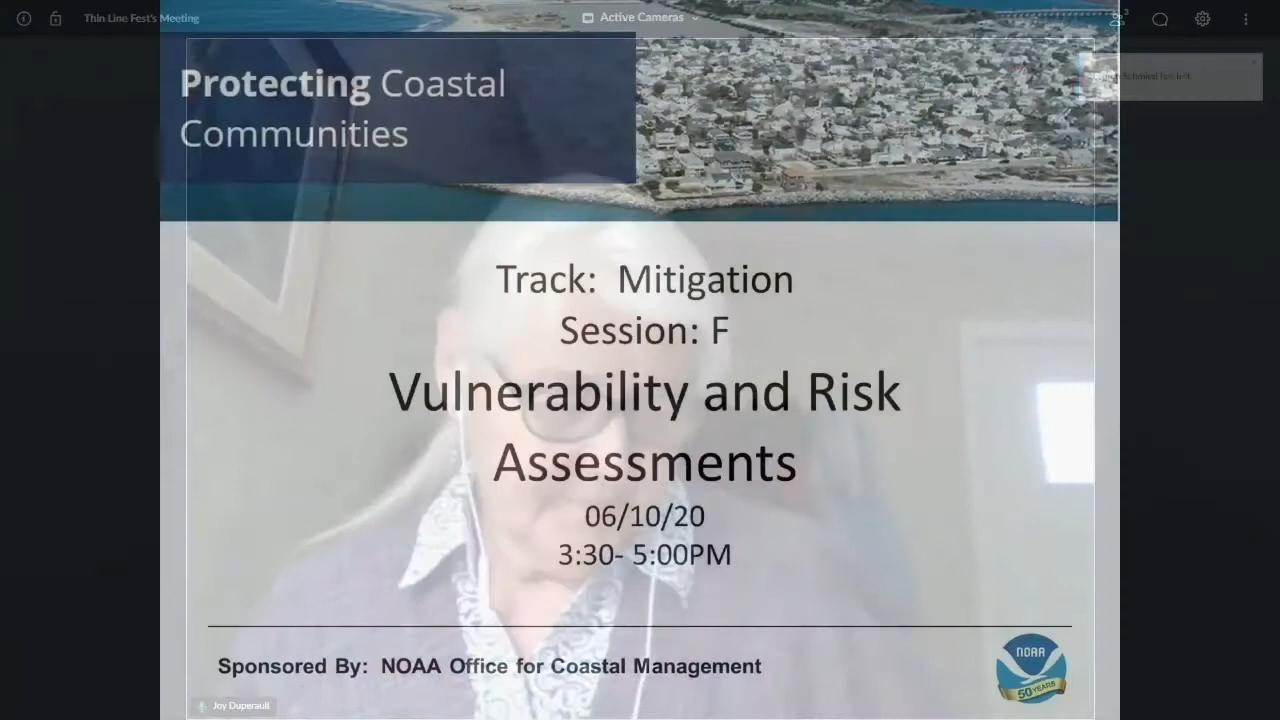 Thin Line Fest's Meeting
Active Cameras
3
Protecting Coastal
Communities
Track: Mitigation
Session: F
Vulnerability and Risk
Assessments
06/10/20
3:30- 5:00PM
Sponsored By: NOAA Office for Coastal Management
NOAA
50 YEARS
Joy Duperault